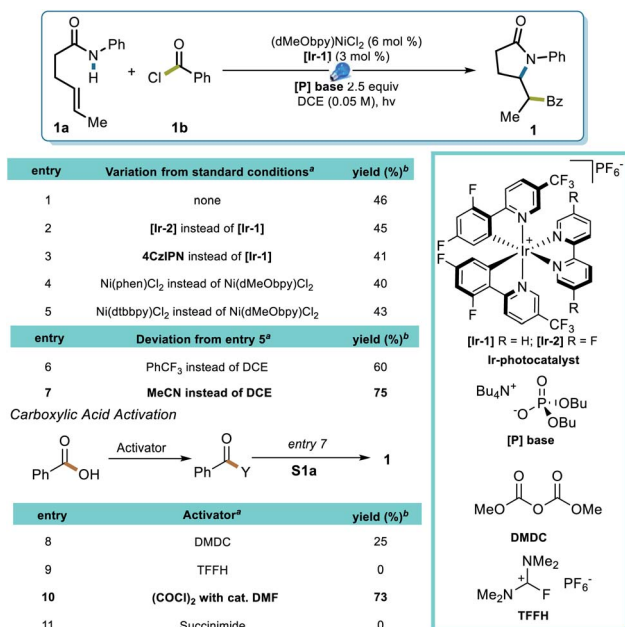 O
N
Ph
H
Me
1a
+
O
Cl
Ph
1b
(dMeObpy)NiCl2 (6 mol %)
[Ir-1] (3 mol %)
[P] base 2.5 equiv
DCE (0.05 M), hv
O
N
Ph
Me
Bz
1
entry Variation from standard conditionsa yield (%)b
1 none 46
2 [Ir-2] instead of [Ir-1] 45
3 4CzIPN instead of [Ir-1] 41
4 Ni(phen)Cl2 instead of Ni(dMeObpy)Cl2 40
5 Ni(dtbbpy)Cl2 instead of Ni(dMeObpy)Cl2 43
Deviation from entry 5a yield (%)b
6 PhCF3 instead of DCE 60
7 MeCN instead of DCE 75
Carboxylic Acid Activation
O
Ph
OH
Activator
O
Ph
Y
entry 7
S1a
1
entry Activatora yield (%)b
8 DMDC 25
9 TFFH 0
10 (COCl)2 with cat. DMF 73
11 Succinimide 0
PF6-
CF3
F
R
N
N
F
Ir+
F
N
N
R
F
CF3
[Ir-1] R = H; [Ir-2] R = F
Ir-photocatalyst
Bu4N+
O
-O
P
OBu
OBu
[P] base
O O
MeO O OMe
DMDC
NMe2
+
Me2N F PF6-
TFFH